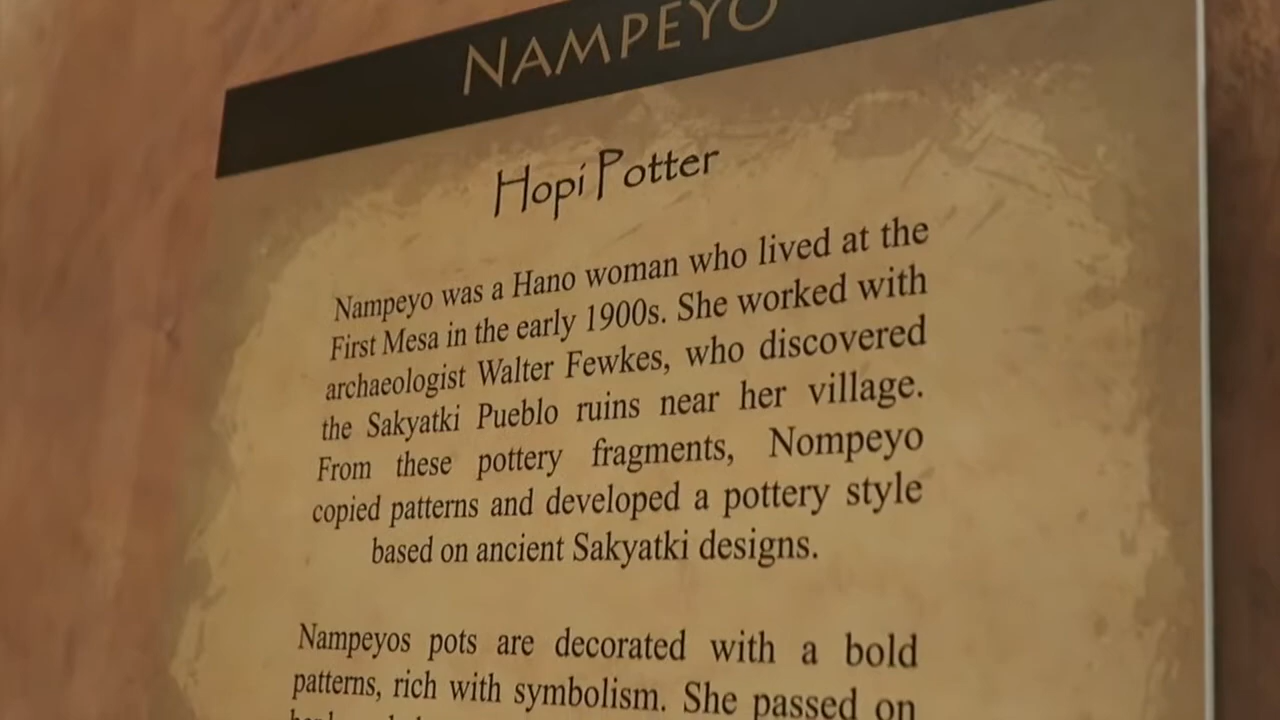 NAMPEYO
Hopi Potter
Nampeyo was a Hano woman who lived at the
First Mesa in the early 1900s. She worked with
archaeologist Walter Fewkes, who discovered
the Sakyatki Pueblo ruins near her village.
From these pottery fragments, Nompeyo
copied patterns and developed a pottery style
based on ancient Sakyatki designs.
Nampeyos pots are decorated with a bold
patterns, rich with symbolism. She passed on